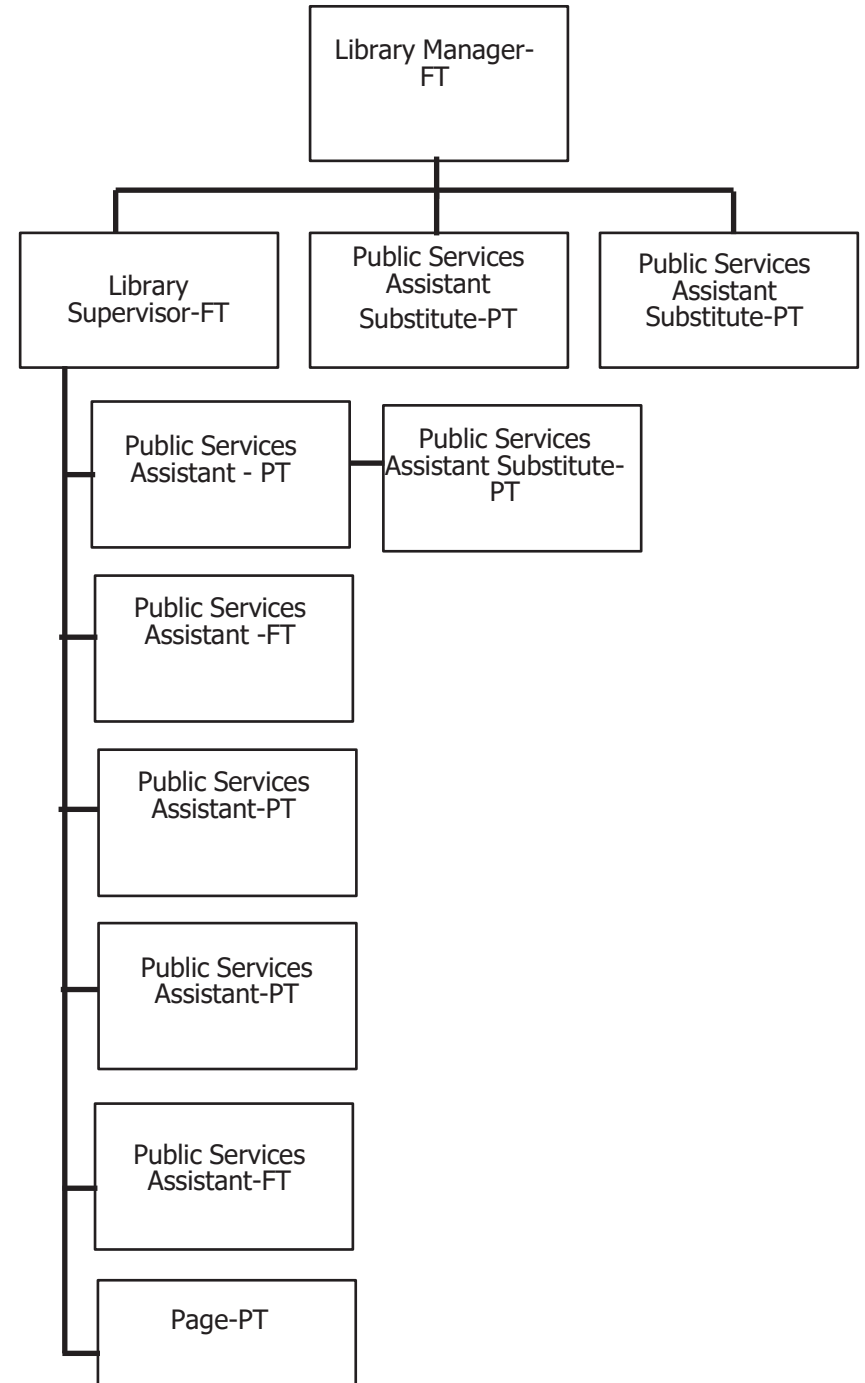 Library Manager-
FT
Library
Supervisor-FT
Public Services
Assistant
Substitute-PT
Public Services
Assistant
Substitute-PT
Public Services
Assistant - PT
Public Services
Assistant Substitute-
PT
Public Services
Assistant -FT
Public Services
Assistant-PT
Public Services
Assistant-PT
Public Services
Assistant-FT
Page-PT